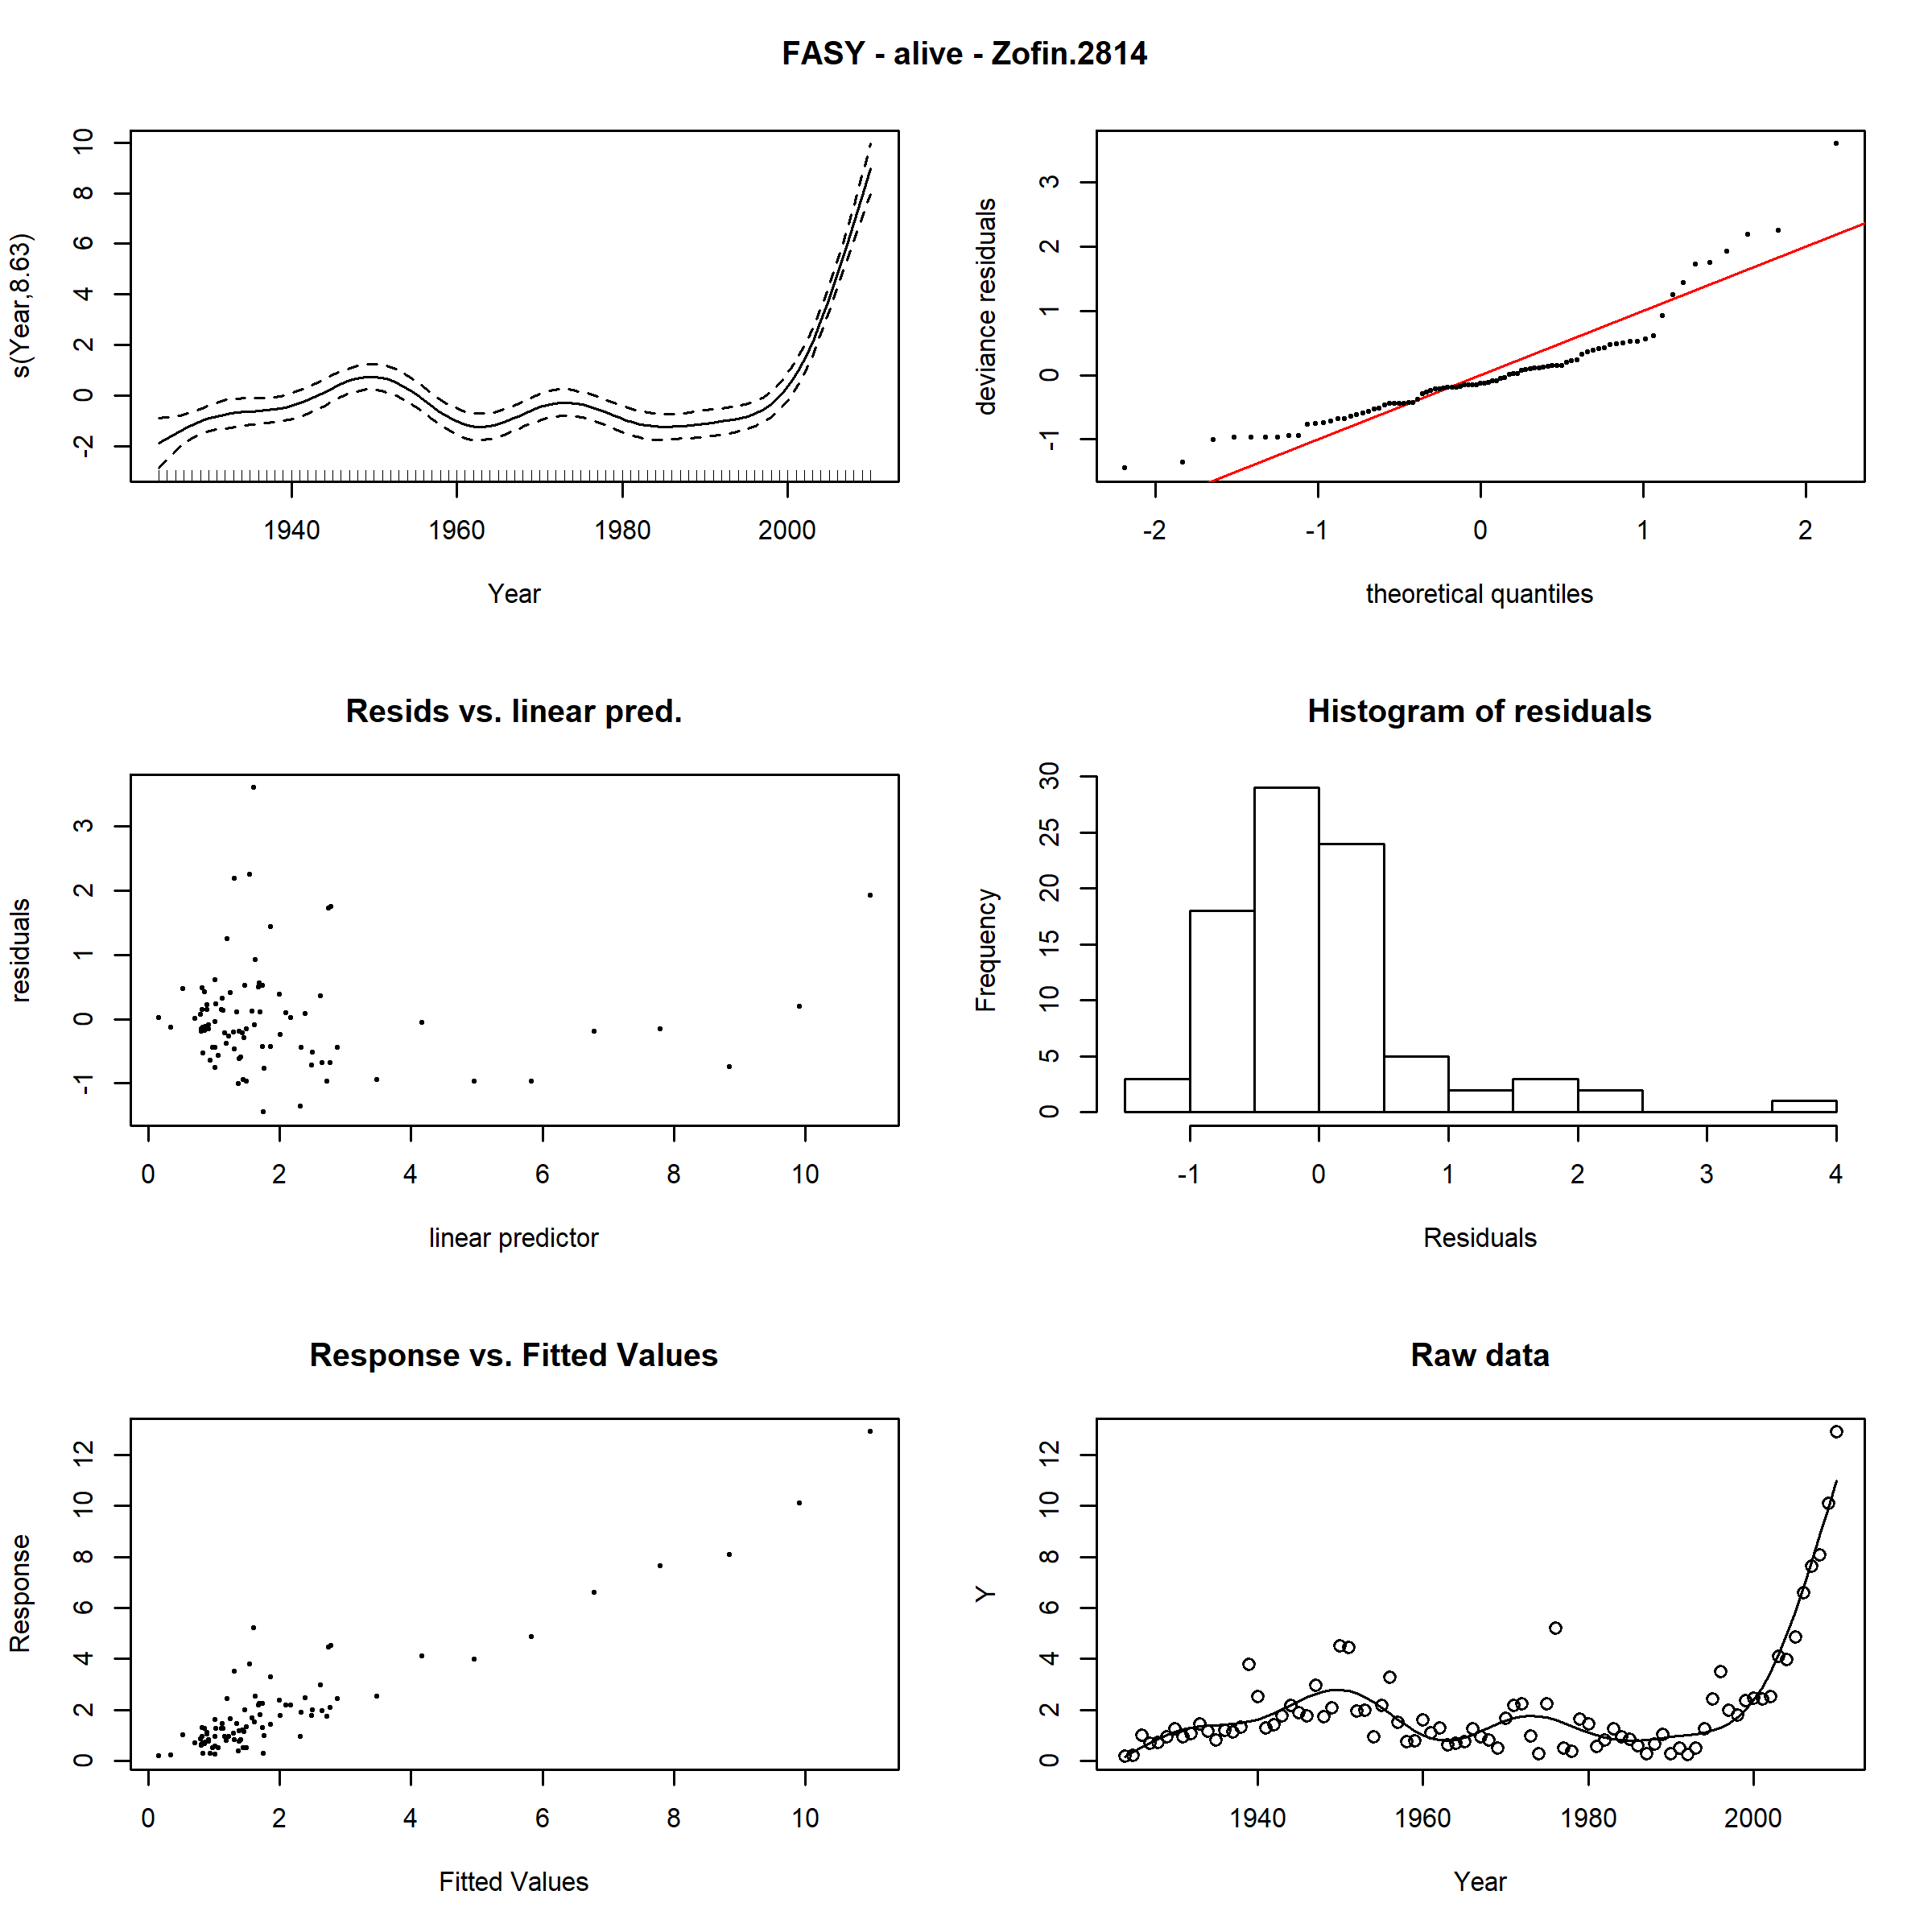 FASY - alive - Zofin.2814
s(Year,8.63)
-2 0 2 4 6 8 10
1940 1960 1980 2000
Year
deviance residuals
-1 0 1 2 3
-2 -1 0 1 2
theoretical quantiles
Resids vs. linear pred.
residuals
-1 0 1 2 3
0 2 4 6 8 10
linear predictor
Histogram of residuals
Frequency
0 5 10 15 20 25 30
-1 0 1 2 3 4
Residuals
Response vs. Fitted Values
Response
0 2 4 6 8 10 12
0 2 4 6 8 10
Fitted Values
Raw data
Y
0 2 4 6 8 10 12
1940 1960 1980 2000
Year